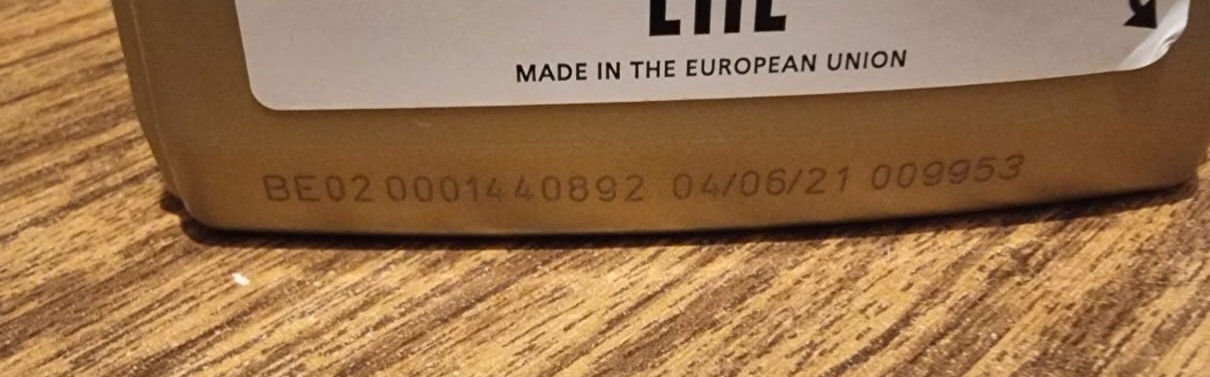 MADE IN THE EUROPEAN UNION
BE02 0001440892 04/06/21 009953